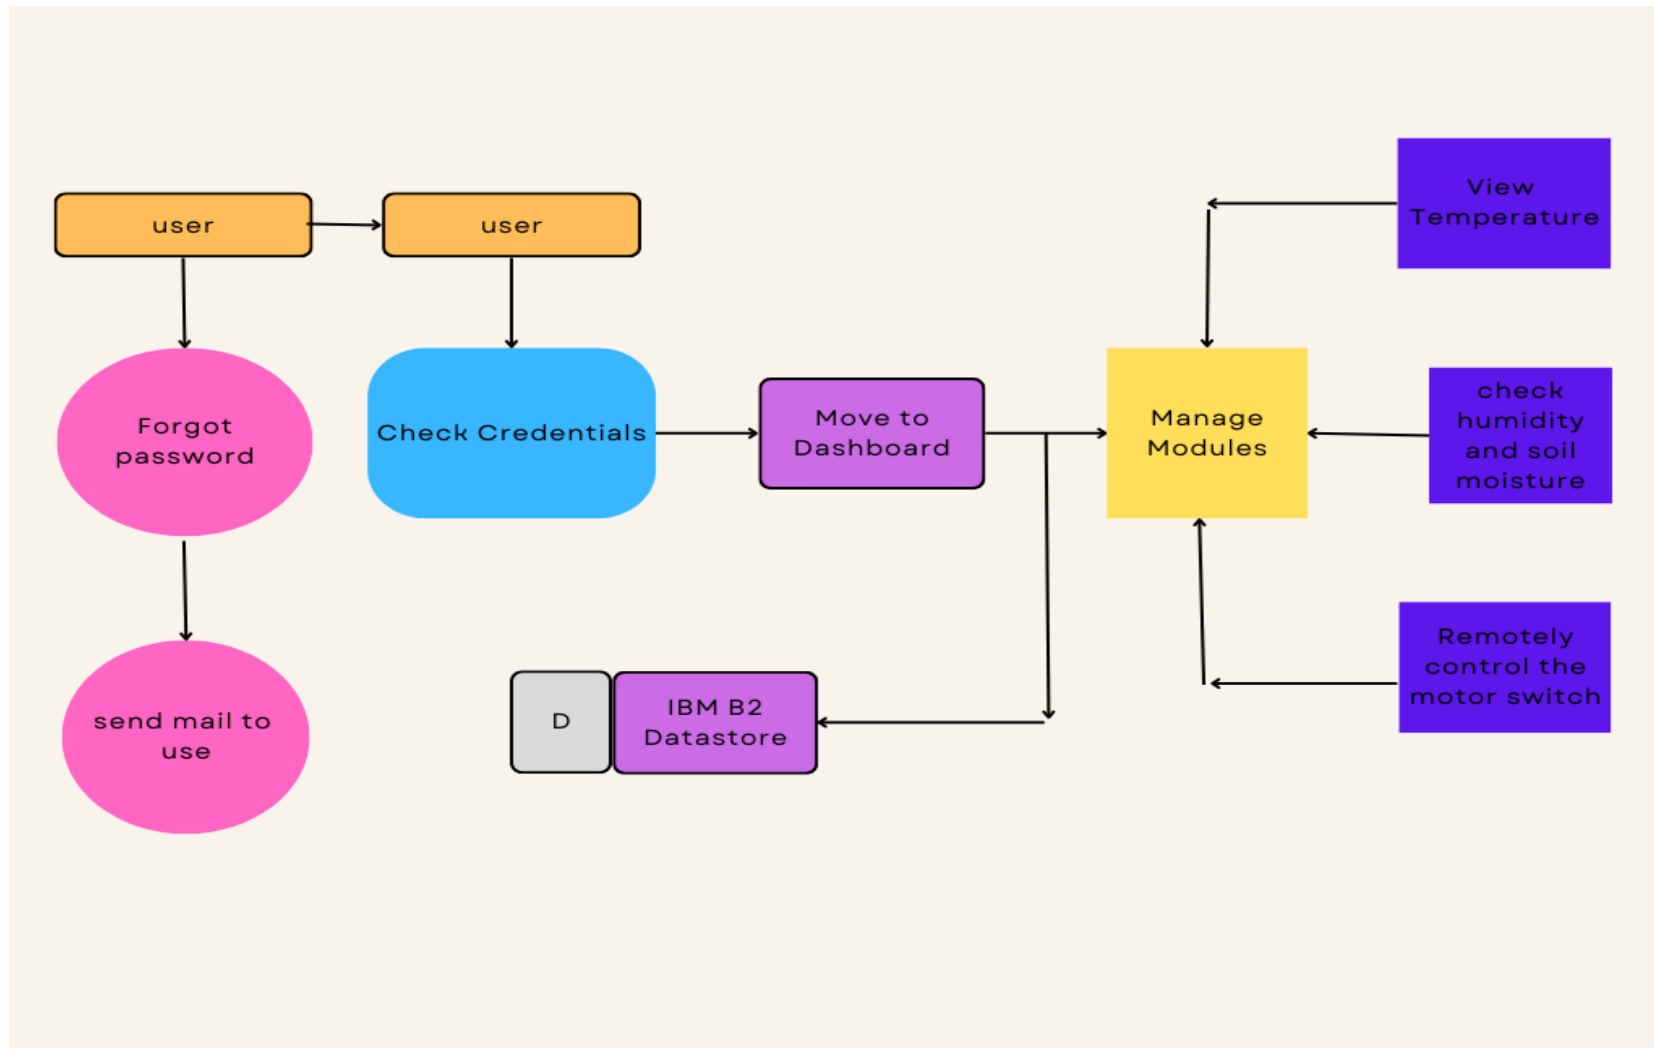 user
user
Forgot
password
Check Credentials
Move to
Dashboard
Manage
Modules
View
Temperature
check
humidity
and soil
moisture
Remotely
control the
motor switch
send mail to
use
D
IBM B2
Datastore